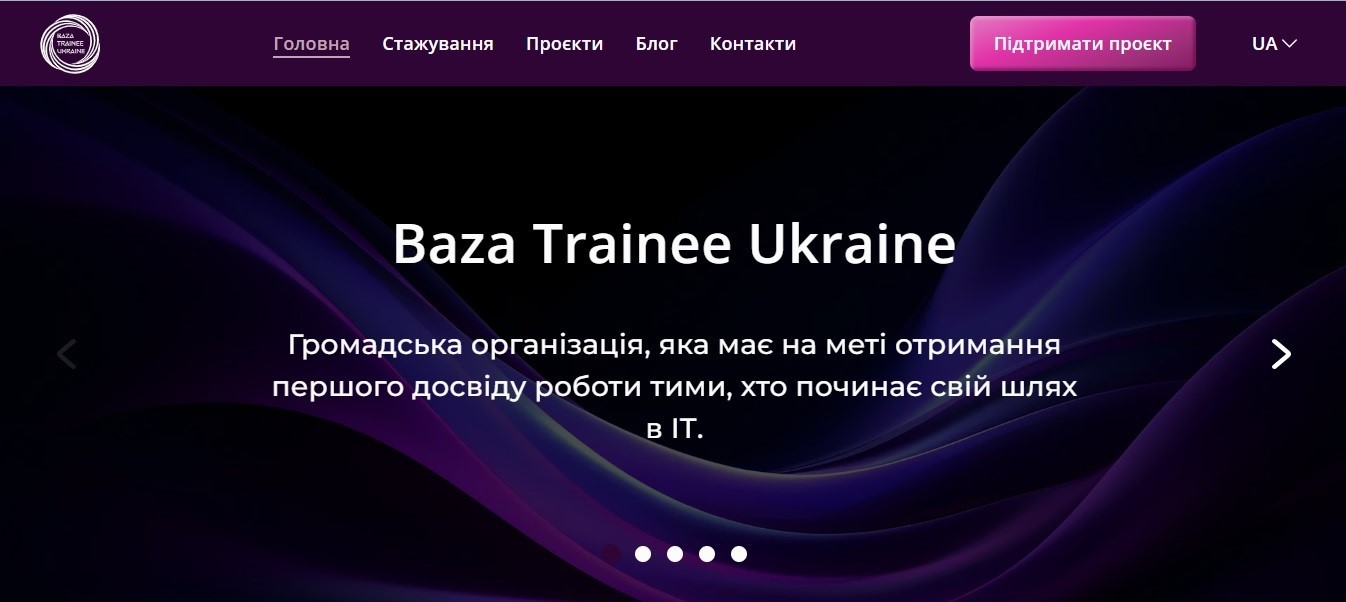 BAZA
TRAINEE
UKRAINE
Головна
Стажування
Проєкти
Блог
Контакти
Підтримати проєкт
UA
Baza Trainee Ukraine
Громадська організація, яка має на меті отримання
першого досвіду роботи тими, хто починає свій шлях
в ІТ.